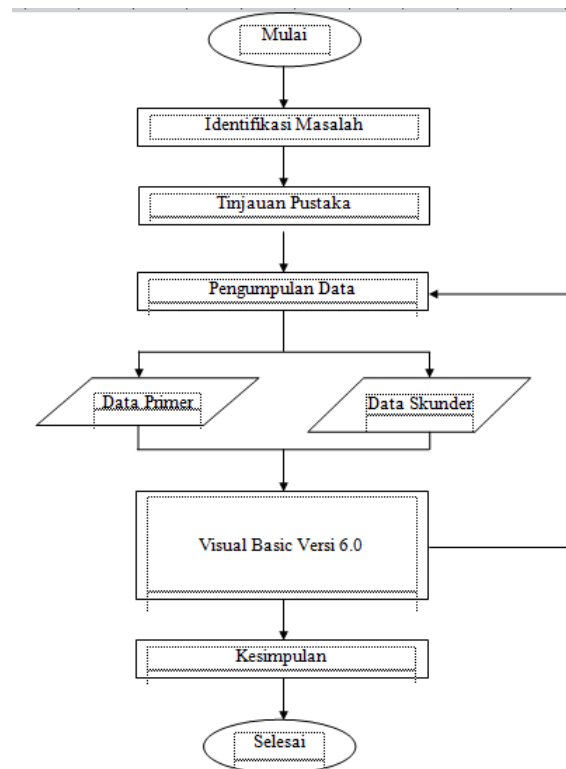 Mulai
Identifikasi Masalah
Tinjauan Pustaka
Pengumpulan Data
Data Primer
Data Skunder
Visual Basic Versi 6.0
Kesimpulan
Selesai